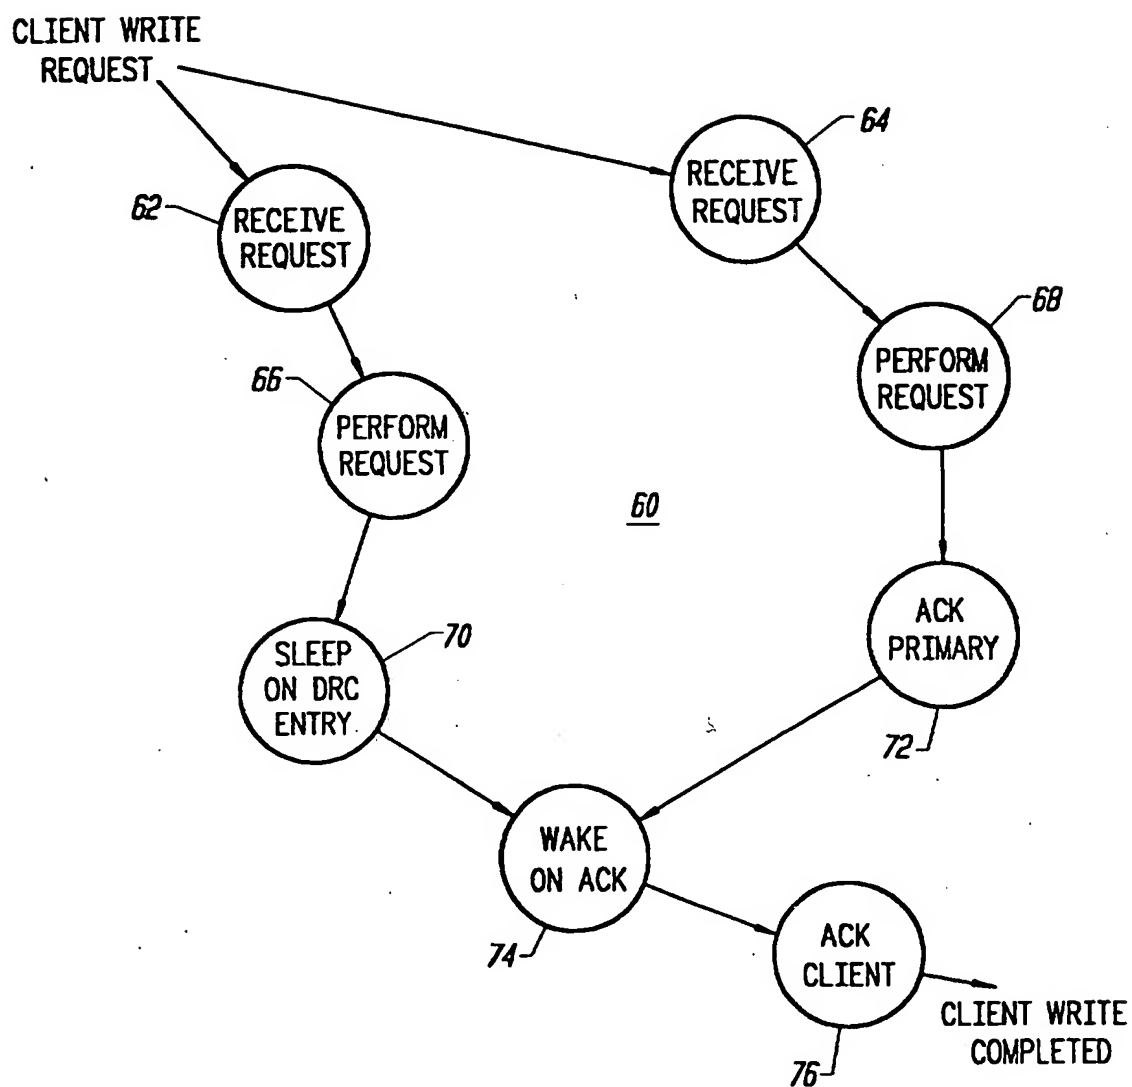 CLIENT WRITE
REQUEST
64
RECEIVE
REQUEST
62
RECEIVE
REQUEST
68
PERFORM
REQUEST
66
PERFORM
REQUEST
60
ACK
PRIMARY
70
SLEEP
ON DRC
ENTRY
72
WAKE
ON ACK
74
ACK
CLIENT
CLIENT WRITE
COMPLETED
76